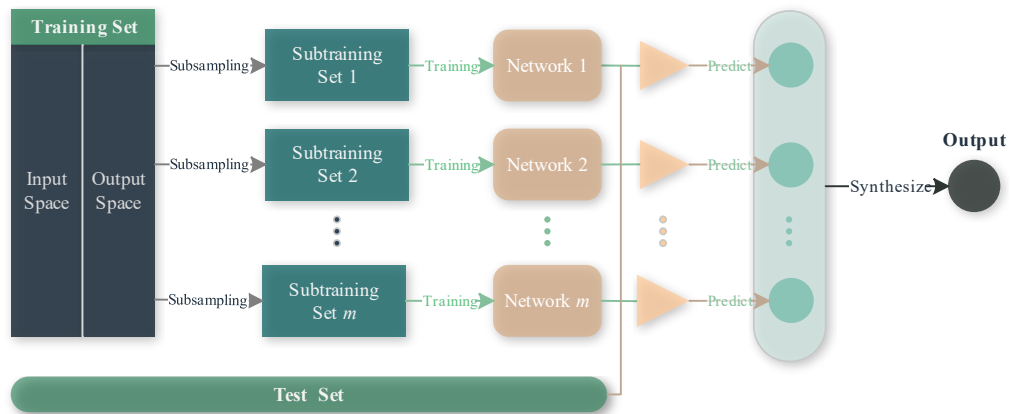 Training Set
Input
Space
Output
Space
Subsampling
Subtraining
Set 1
Training
Network 1
Predict
Subsampling
Subtraining
Set 2
Training
Network 2
Predict
Output
Synthesize
Subsampling
Subtraining
Set m
Training
Network m
Predict
Test Set